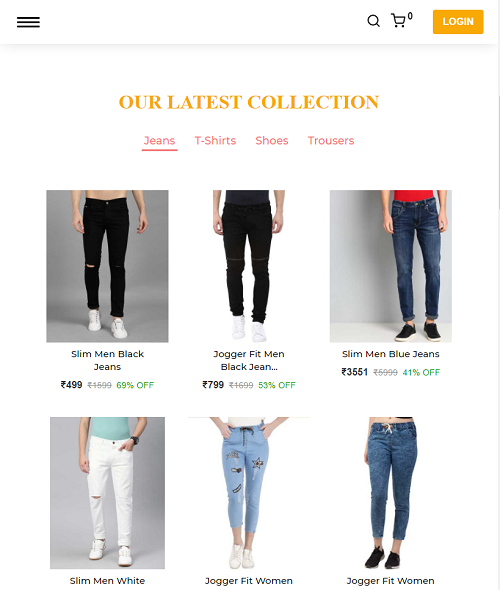 0
LOGIN
OUR LATEST COLLECTION
Jeans T-Shirts Shoes Trousers
Slim Men Black
Jeans
₹499 ₹1599 69% OFF
Jogger Fit Men
Black Jean...
₹799 ₹1699 53% OFF
Slim Men Blue Jeans
₹3551 ₹5999 41% OFF
Slim Men White
Jogger Fit Women
Jogger Fit Women